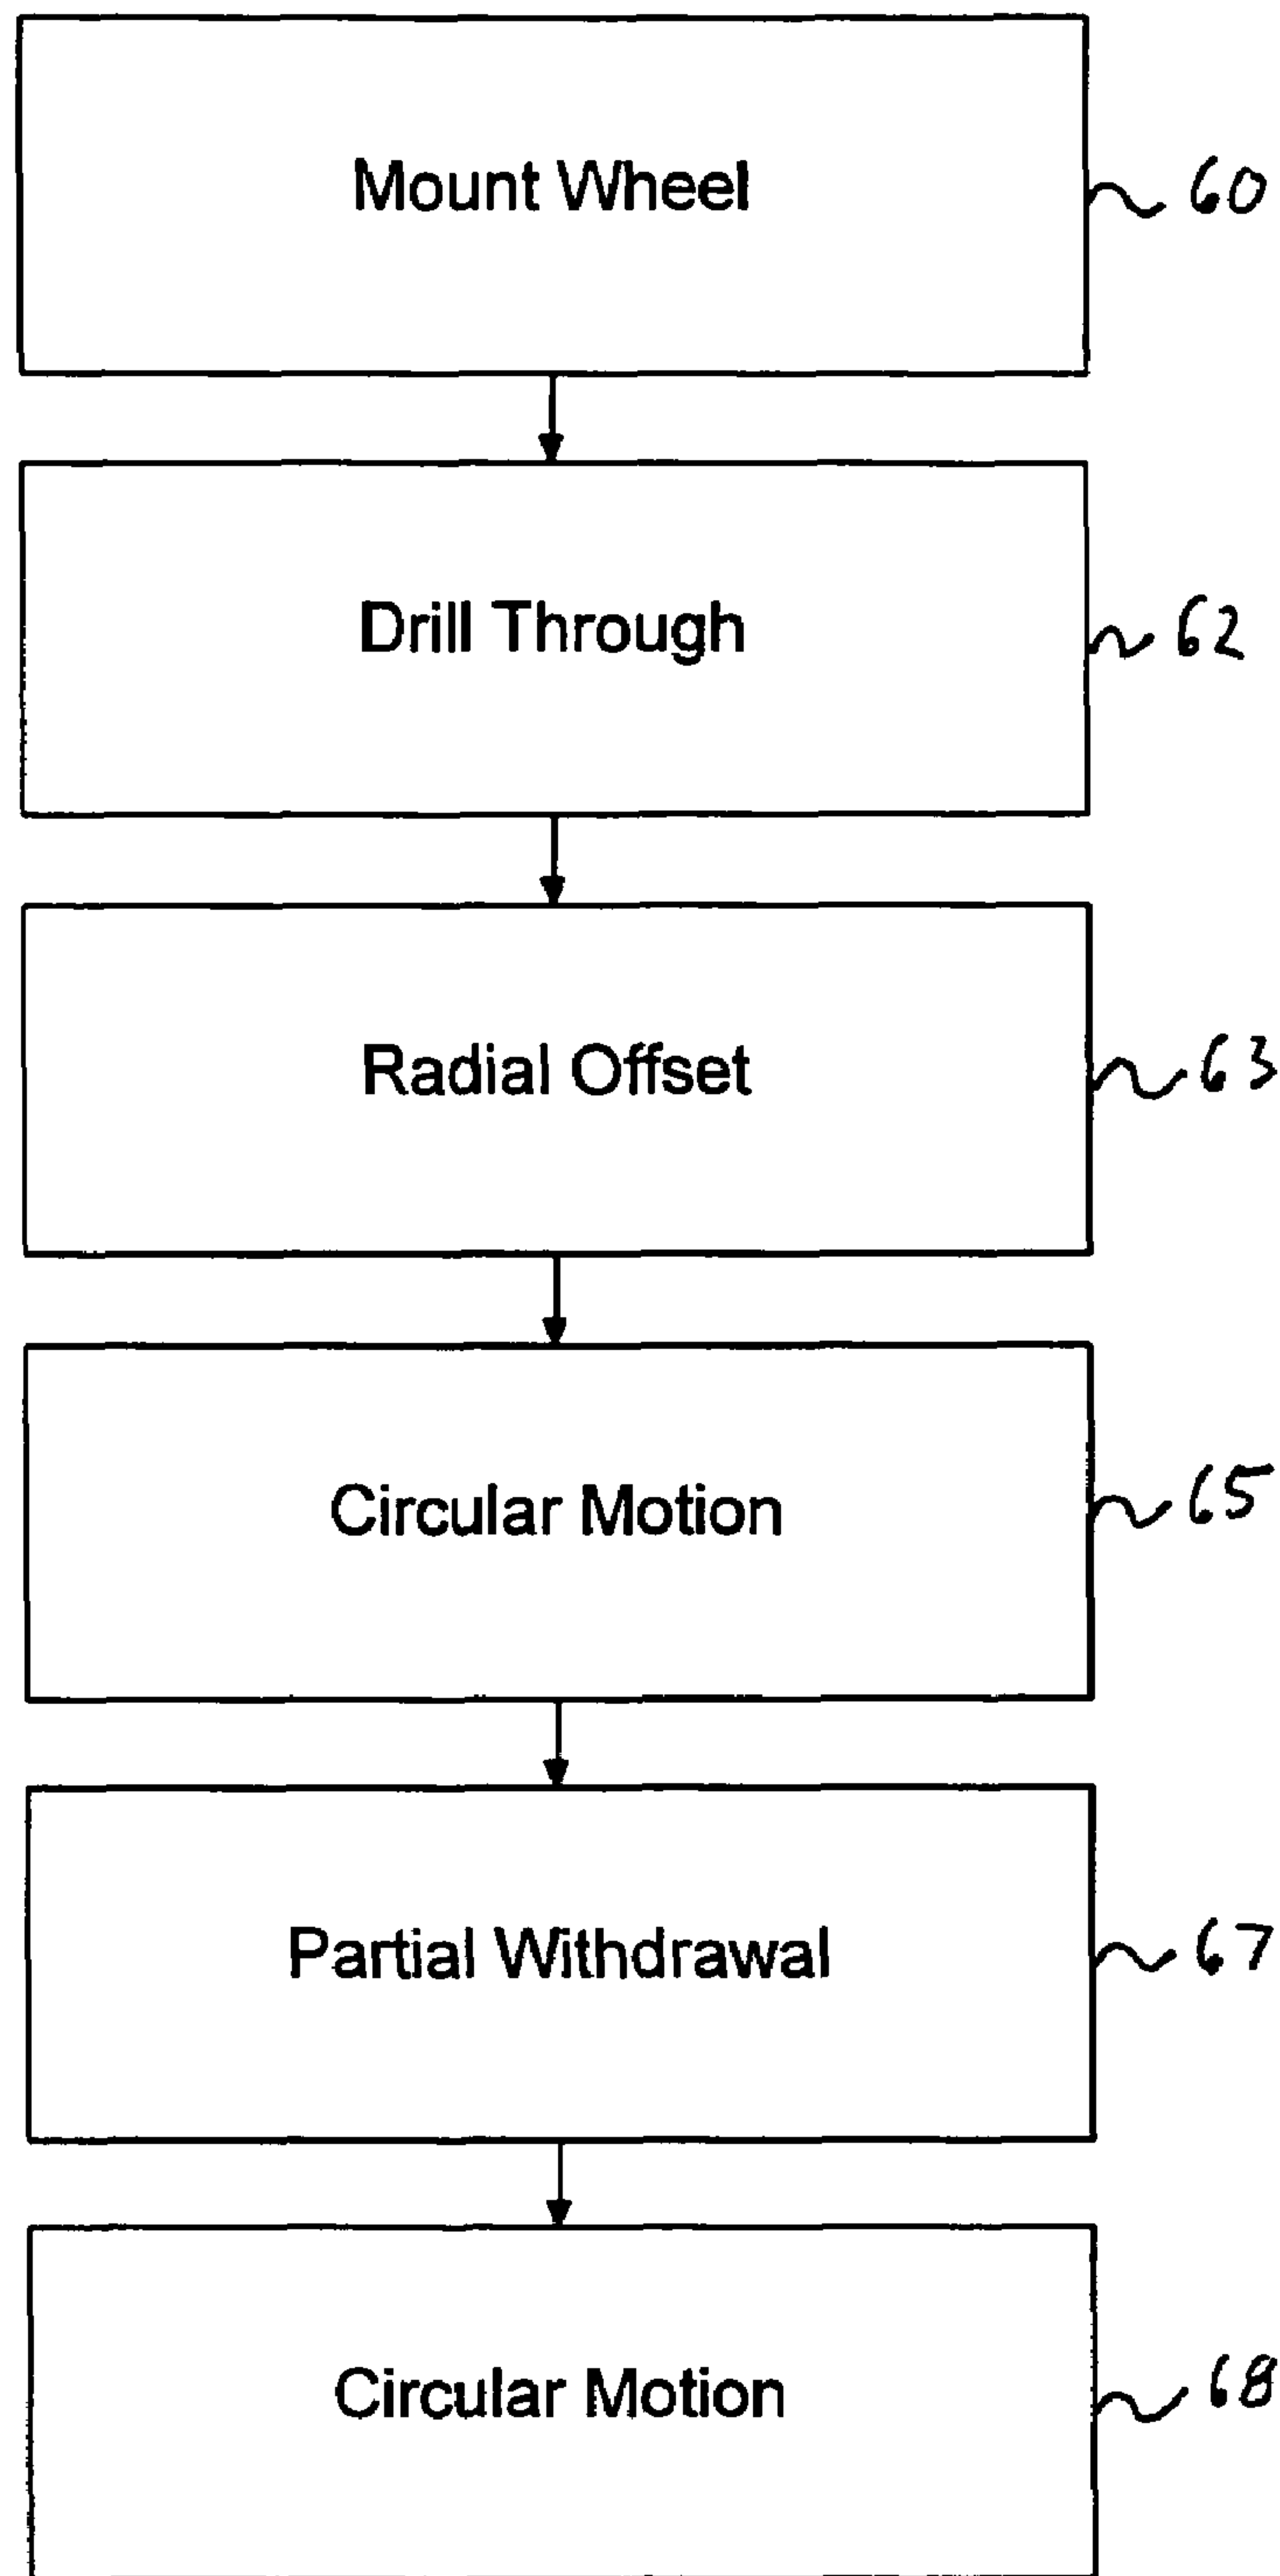 Mount Wheel 60
Drill Through 62
Radial Offset 63
Circular Motion 65
Partial Withdrawal 67
Circular Motion 68